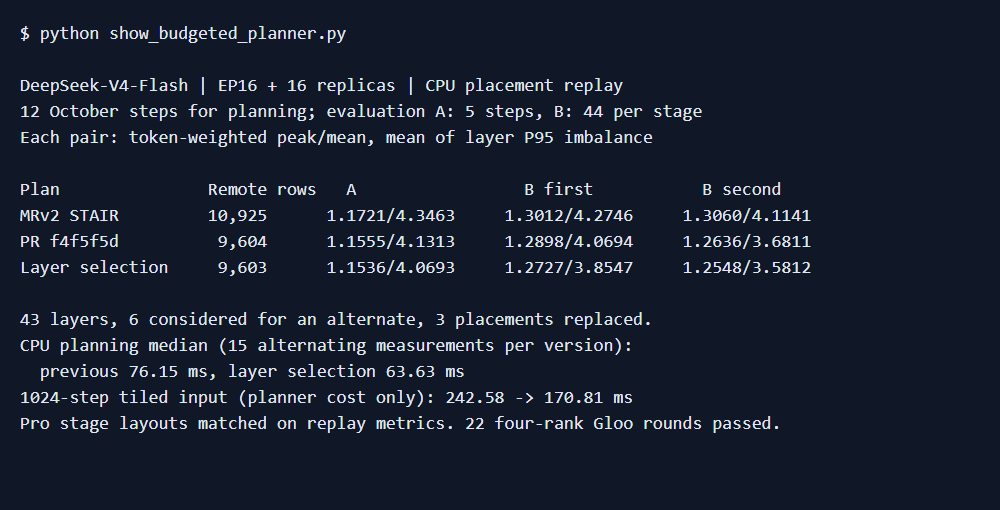 $ python show_budgeted_planner.py
DeepSeek-V4-Flash | EP16 + 16 replicas | CPU placement replay
12 October steps for planning; evaluation A: 5 steps, B: 44 per stage
Each pair: token-weighted peak/mean, mean of layer P95 imbalance
Plan Remote rows A B first B second
MRv2 STAIR 10,925 1.1721/4.3463 1.3012/4.2746 1.3060/4.1141
PR f4f5f5d 9,604 1.1555/4.1313 1.2898/4.0694 1.2636/3.6811
Layer selection 9,603 1.1536/4.0693 1.2727/3.8547 1.2548/3.5812
43 layers, 6 considered for an alternate, 3 placements replaced.
CPU planning median (15 alternating measurements per version):
previous 76.15 ms, layer selection 63.63 ms
1024-step tiled input (planner cost only): 242.58 -> 170.81 ms
Pro stage layouts matched on replay metrics. 22 four-rank Gloo rounds passed.